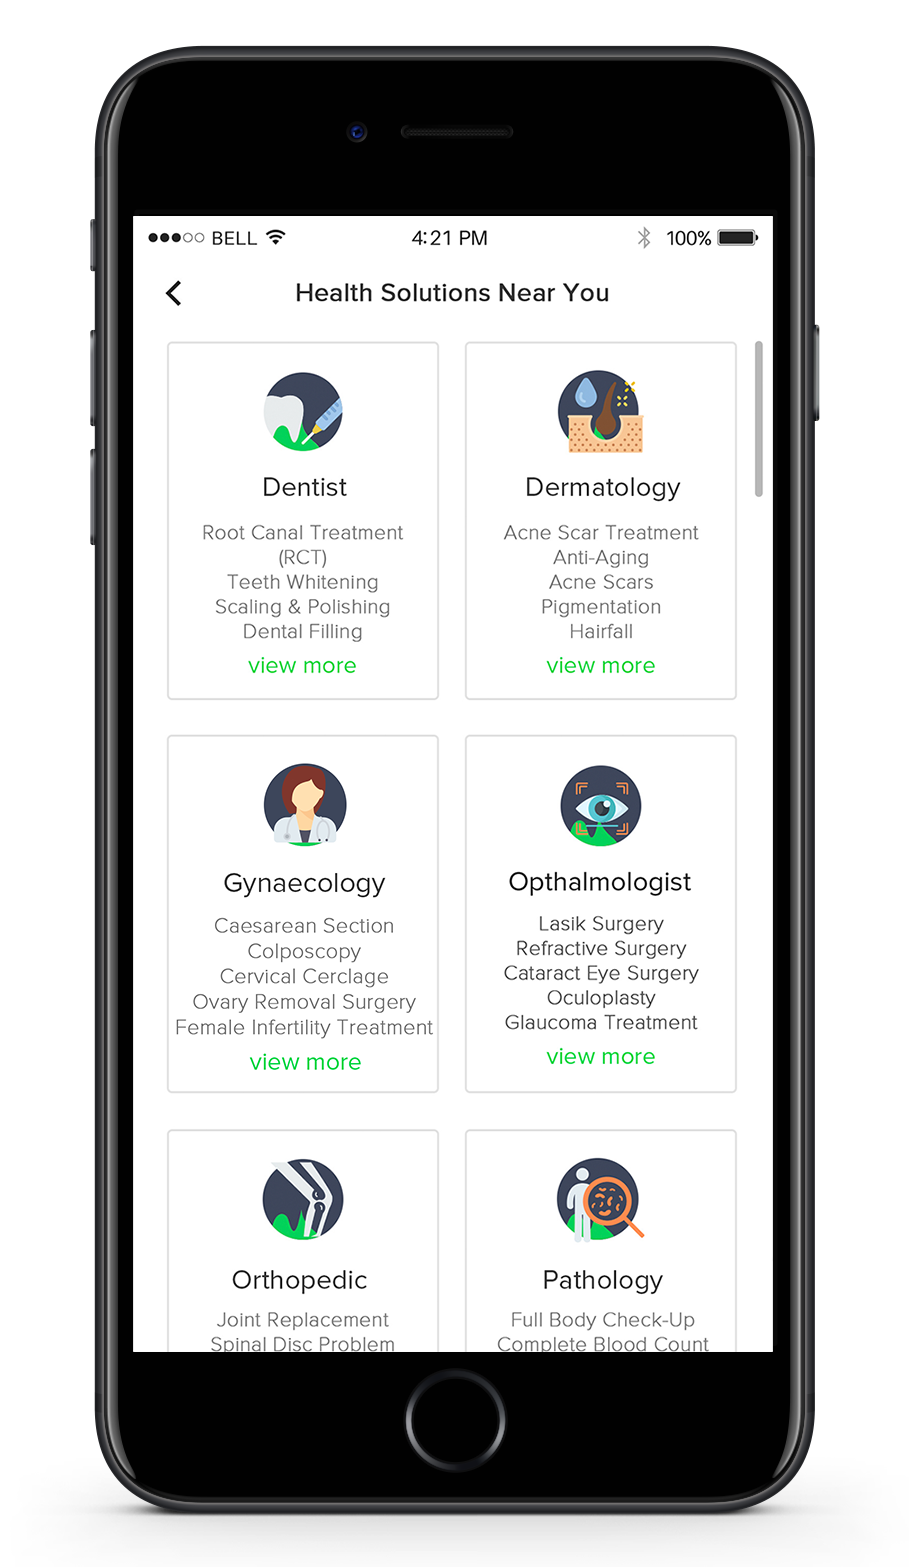 BELL 4:21 PM 100%
Health Solutions Near You
Dentist
Root Canal Treatment
(RCT)
Teeth Whitening
Scaling & Polishing
Dental Filling
view more
Dermatology
Acne Scar Treatment
Anti-Aging
Acne Scars
Pigmentation
Hairfall
view more
Gynaecology
Caesarean Section
Colposcopy
Cervical Cerclage
Ovary Removal Surgery
Female Infertility Treatment
view more
Opthalmologist
Lasik Surgery
Refractive Surgery
Cataract Eye Surgery
Oculoplasty
Glaucoma Treatment
view more
Orthopedic
Joint Replacement
Spinal Disc Problem
Pathology
Full Body Check-Up
Complete Blood Count